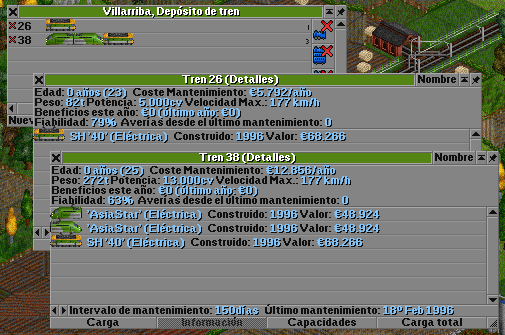 Villarriba, Depósito de tren
26
1
38
3
Nuev
Tren 26 (Detalles)
Nombre
Edad: 0 años (23) Coste Mantenimiento: €5.792/año
Peso: 82t Potencia: 5.000cv Velocidad Max.: 177 km/h
Beneficios este año: €0 (último año: €0)
Fiabilidad: 79% Averías desde el último mantenimiento: 0
SH '40' (Eléctrica) Construido: 1996 Valor: €68.266
Tren 38 (Detalles)
Nombre
Edad: 0 años (25) Coste Mantenimiento: €12.856/año
Peso: 272t Potencia: 13.000cv Velocidad Max.: 177 km/h
Beneficios este año: €0 (último año: €0)
Fiabilidad: 63% Averías desde el último mantenimiento: 0
'AsiaStar' (Eléctrica) Construido: 1996 Valor: €48.924
'AsiaStar' (Eléctrica) Construido: 1996 Valor: €48.924
SH '40' (Eléctrica) Construido: 1996 Valor: €68.266
Intervalo de mantenimiento: 150días Último mantenimiento: 18º Feb 1996
Carga Información Capacidades Carga total